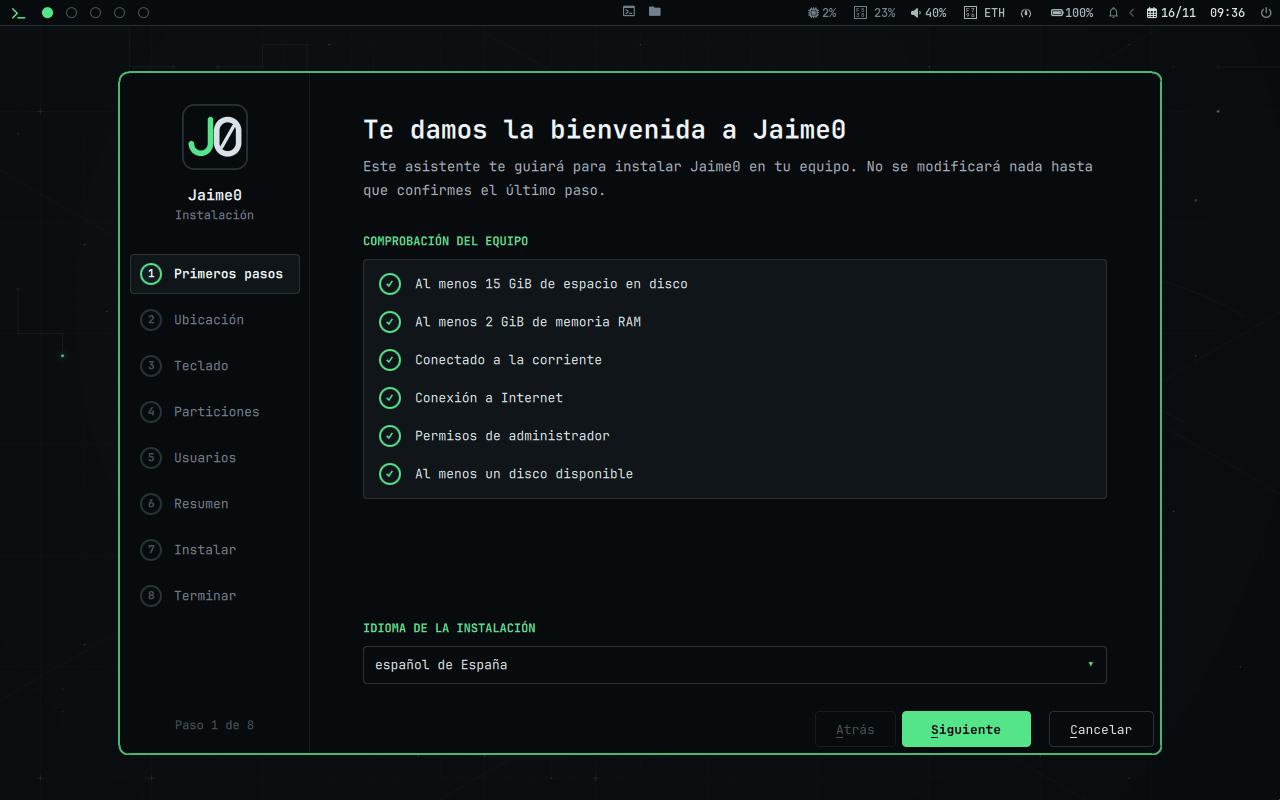 2% 23% 40% ETH 100% 16/11 09:36
J0
Jaime0
Instalación
1 Primeros pasos
2 Ubicación
3 Teclado
4 Particiones
5 Usuarios
6 Resumen
7 Instalar
8 Terminar
Paso 1 de 8
Te damos la bienvenida a Jaime0
Este asistente te guiará para instalar Jaime0 en tu equipo. No se modificará nada hasta
que confirmes el último paso.
COMPROBACIÓN DEL EQUIPO
Al menos 15 GiB de espacio en disco
Al menos 2 GiB de memoria RAM
Conectado a la corriente
Conexión a Internet
Permisos de administrador
Al menos un disco disponible
IDIOMA DE LA INSTALACIÓN
español de España
Atrás Siguiente Cancelar